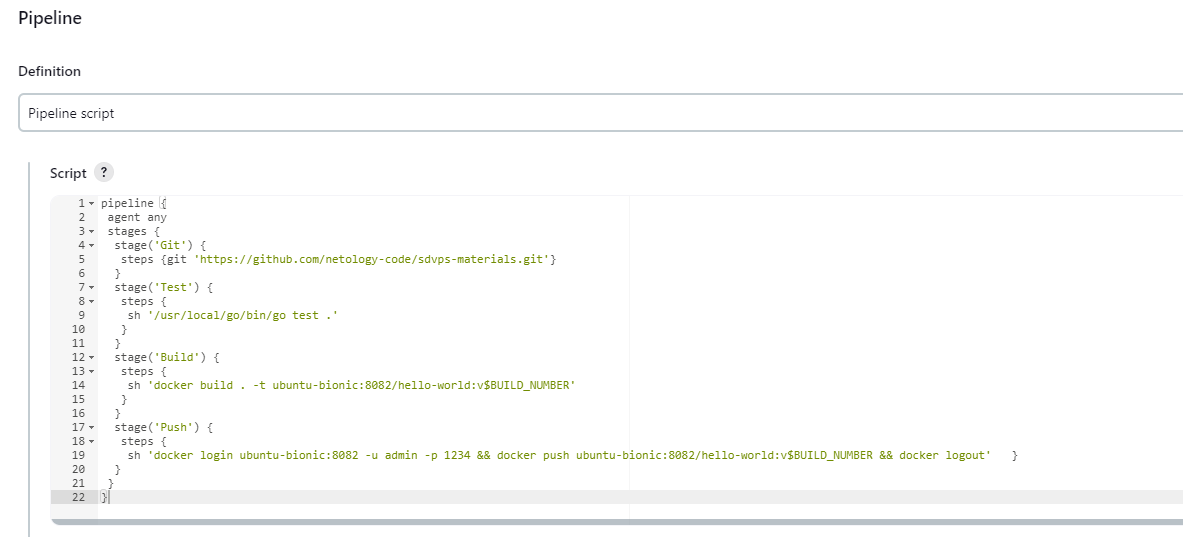 Pipeline
Definition
Pipeline script
Script ?
1 pipeline {
2 agent any
3 stages {
4 stage('Git') {
5 steps {git 'https://github.com/netology-code/sdvps-materials.git'}
6 }
7 stage('Test') {
8 steps {
9 sh '/usr/local/go/bin/go test .'
10 }
11 }
12 stage('Build') {
13 steps {
14 sh 'docker build . -t ubuntu-bionic:8082/hello-world:v$BUILD_NUMBER'
15 }
16 }
17 stage('Push') {
18 steps {
19 sh 'docker login ubuntu-bionic:8082 -u admin -p 1234 && docker push ubuntu-bionic:8082/hello-world:v$BUILD_NUMBER && docker logout' }
20 }
21 }
22 }